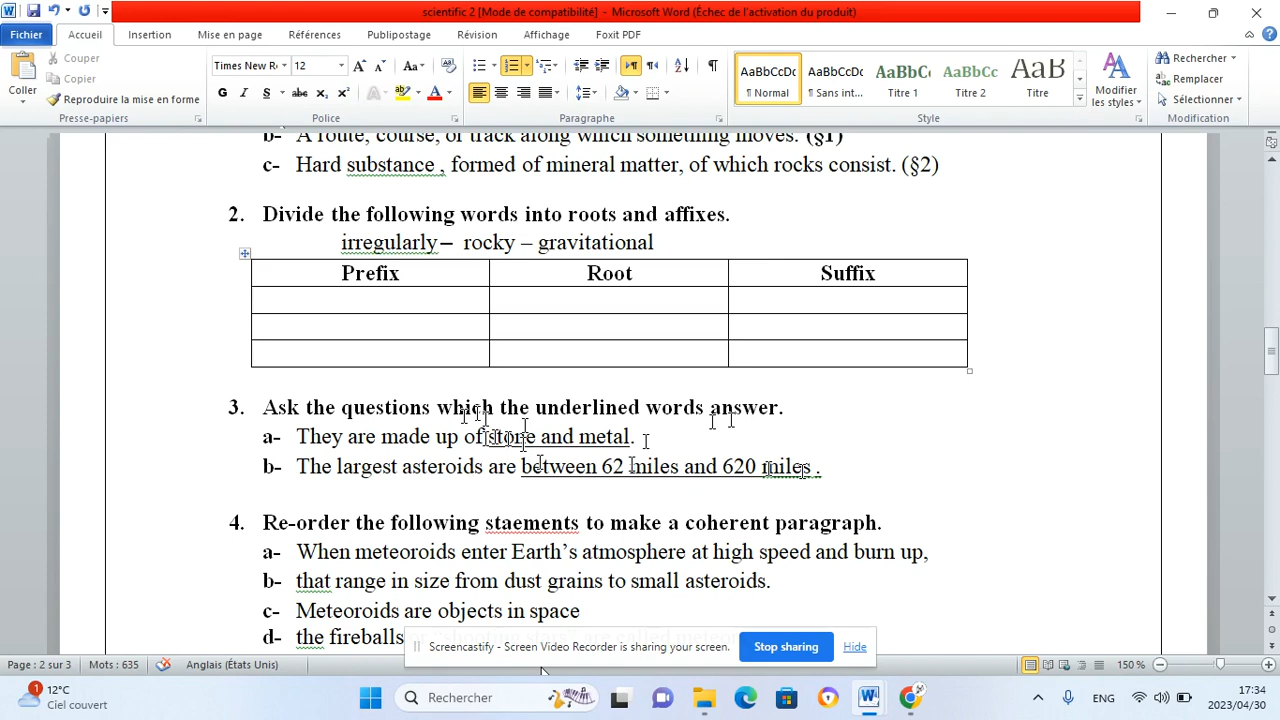 scientific 2 [Mode de compatibilité] - Microsoft Word (Échec de l'activation du produit)
Fichier Accueil Insertion Mise en page Références Publipostage Révision Affichage Foxit PDF
Coller
Couper
Copier
Reproduire la mise en forme
Presse-papiers
Times New R 12
Police
Paragraphe
AaBbCcDc AaBbCcDc AaBbCc AaBbCc AaB
¶ Normal ¶ Sans int... Titre 1 Titre 2 Titre
Modifier les styles
Style
Rechercher
Remplacer
Sélectionner
Modification
b- A route, course, or track along which something moves. (§1)
c- Hard substance , formed of mineral matter, of which rocks consist. (§2)
2. Divide the following words into roots and affixes.
irregularly – rocky – gravitational
Prefix Root Suffix
3. Ask the questions which the underlined words answer.
a- They are made up of stone and metal.
b- The largest asteroids are between 62 miles and 620 miles .
4. Re-order the following staements to make a coherent paragraph.
a- When meteoroids enter Earth's atmosphere at high speed and burn up,
b- that range in size from dust grains to small asteroids.
c- Meteoroids are objects in space
d- the fireballs
Screencastify - Screen Video Recorder is sharing your screen. Stop sharing Hide
Page : 2 sur 3 Mots : 635 Anglais (États Unis) 150 %
12°C
Ciel couvert
1
Rechercher
ENG
17:34
2023/04/30